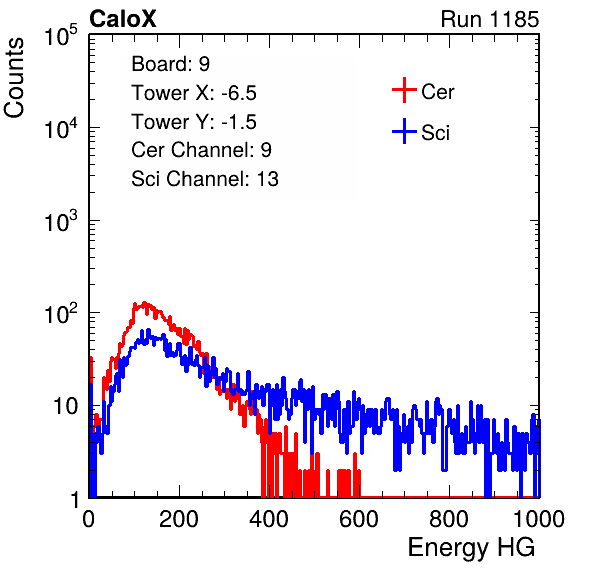 CaloX Run 1185
10^5
Counts
Board: 9
Tower X: -6.5
Tower Y: -1.5
Cer Channel: 9
Sci Channel: 13
Cer
Sci
10^4
10^3
10^2
10
1
0 200 400 600 800 1000
Energy HG